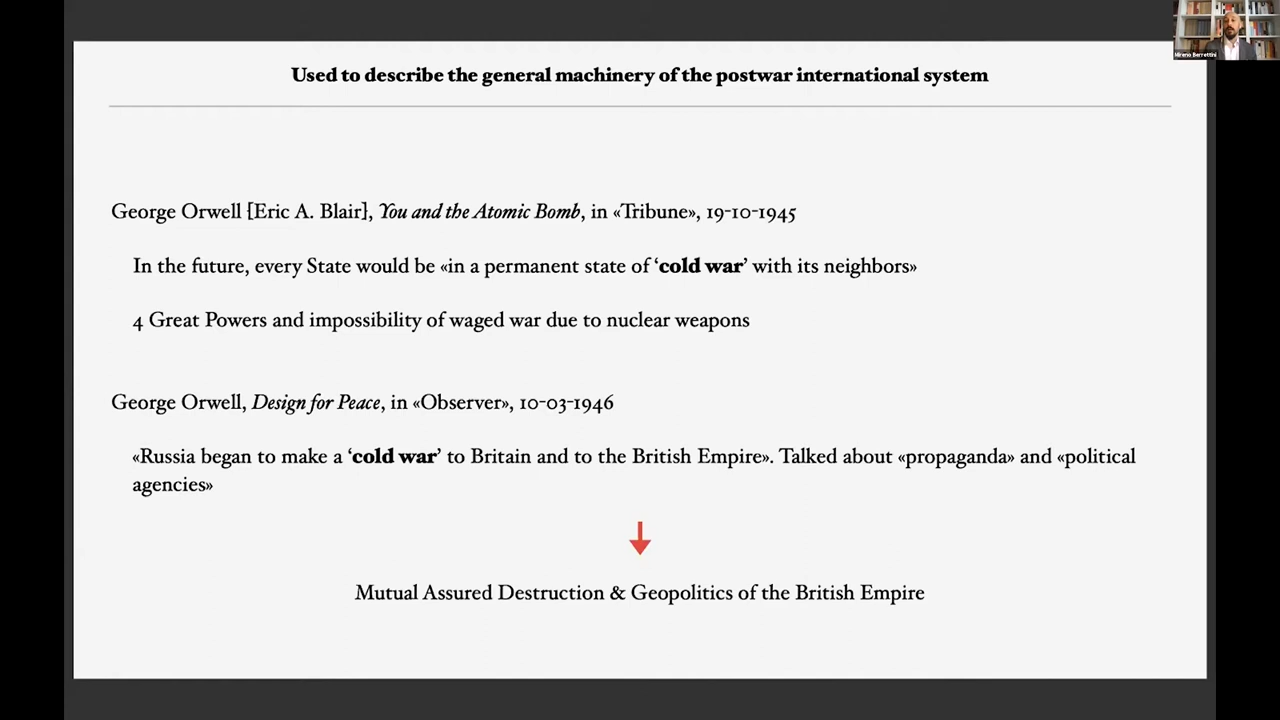 Mireno Berrettini
Used to describe the general machinery of the postwar international system
George Orwell [Eric A. Blair], You and the Atomic Bomb, in «Tribune», 19-10-1945
In the future, every State would be «in a permanent state of ‘cold war’ with its neighbors»
4 Great Powers and impossibility of waged war due to nuclear weapons
George Orwell, Design for Peace, in «Observer», 10-03-1946
«Russia began to make a ‘cold war’ to Britain and to the British Empire». Talked about «propaganda» and «political
agencies»
Mutual Assured Destruction & Geopolitics of the British Empire